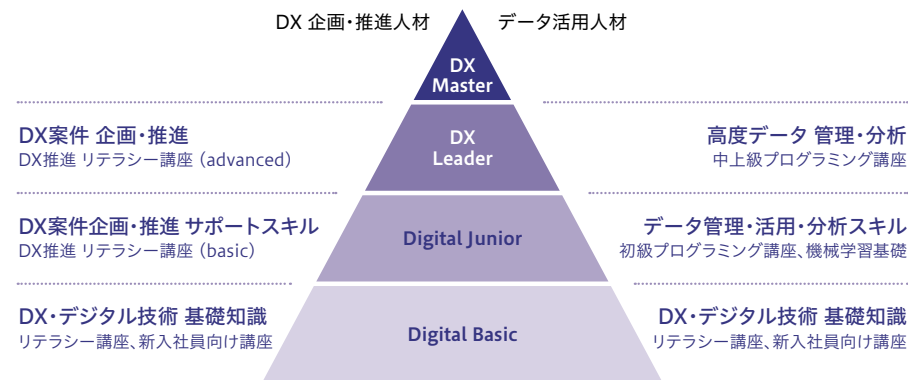 DX 企画・推進人材
データ活用人材
DX
Master
DX案件 企画・推進
DX推進 リテラシー講座（advanced）
DX
Leader
高度データ 管理・分析
中上級プログラミング講座
DX案件企画・推進 サポートスキル
DX推進 リテラシー講座（basic）
Digital Junior
データ管理・活用・分析スキル
初級プログラミング講座、機械学習基礎
DX・デジタル技術 基礎知識
リテラシー講座、新入社員向け講座
Digital Basic
DX・デジタル技術 基礎知識
リテラシー講座、新入社員向け講座